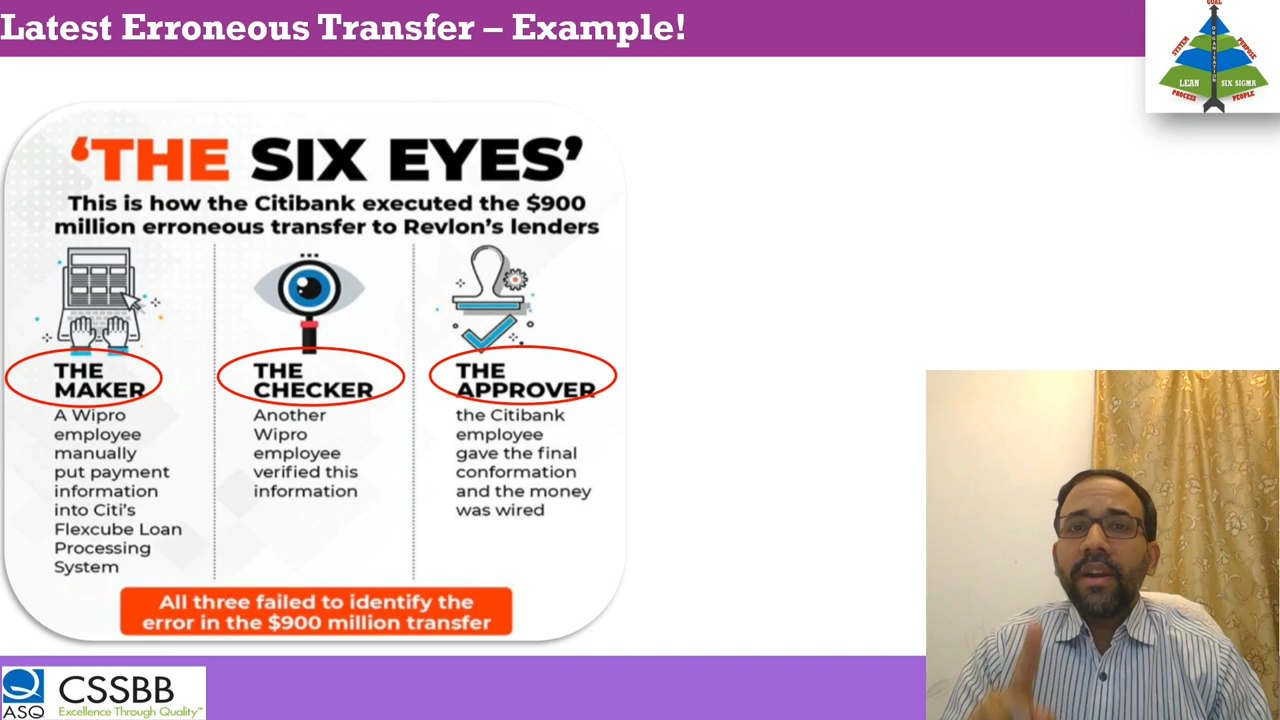 Latest Erroneous Transfer – Example!
GOAL
ORGANISATION
SYSTEM
PURPOSE
LEAN
SIX SIGMA
PROCESS
PEOPLE
‘THE SIX EYES’
This is how the Citibank executed the $900
million erroneous transfer to Revlon’s lenders
THE
MAKER
A Wipro
employee
manually
put payment
information
into Citi’s
Flexcube Loan
Processing
System
THE
CHECKER
Another
Wipro
employee
verified this
information
THE
APPROVER
the Citibank
employee
gave the final
conformation
and the money
was wired
All three failed to identify the
error in the $900 million transfer
ASQ
CSSBB
Excellence Through Quality℠